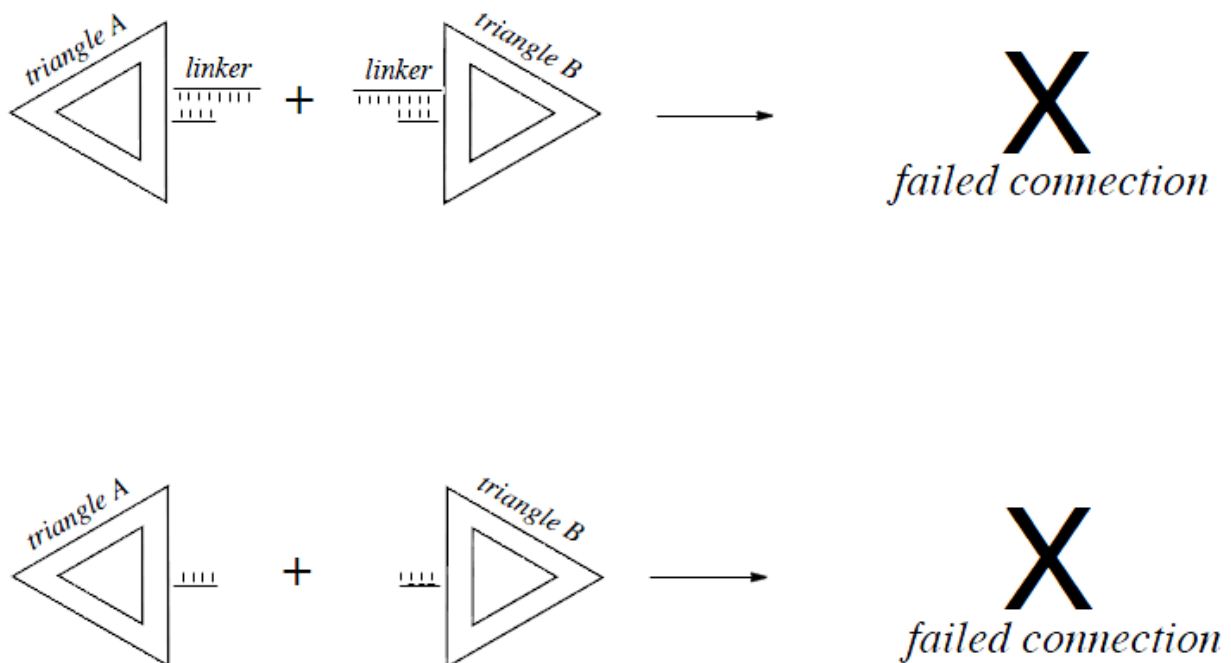 triangle A
linker
+
linker
triangle B
X
failed connection
triangle A
+
triangle B
X
failed connection